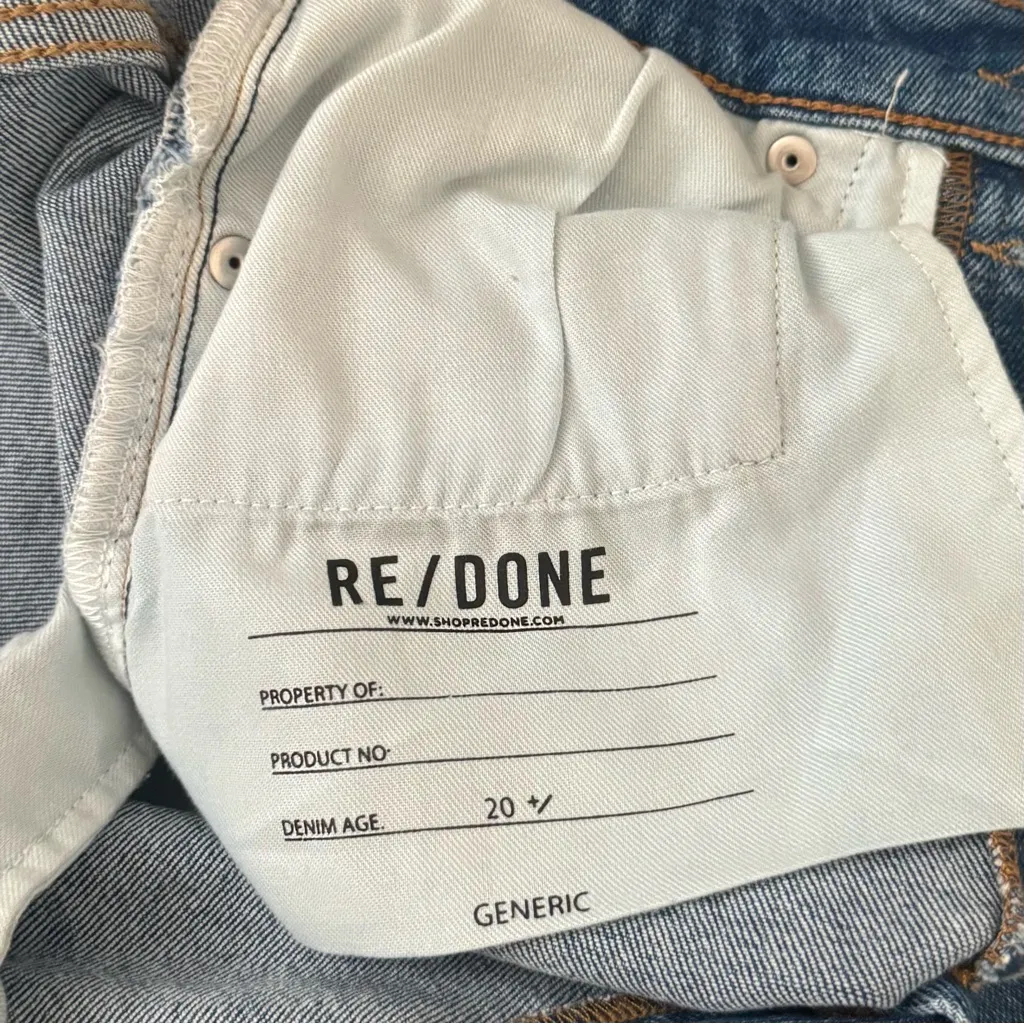 RE/DONE
WWW.SHOPREDONE.COM
PROPERTY OF:
PRODUCT NO.
DENIM AGE. 20 +/
GENERIC